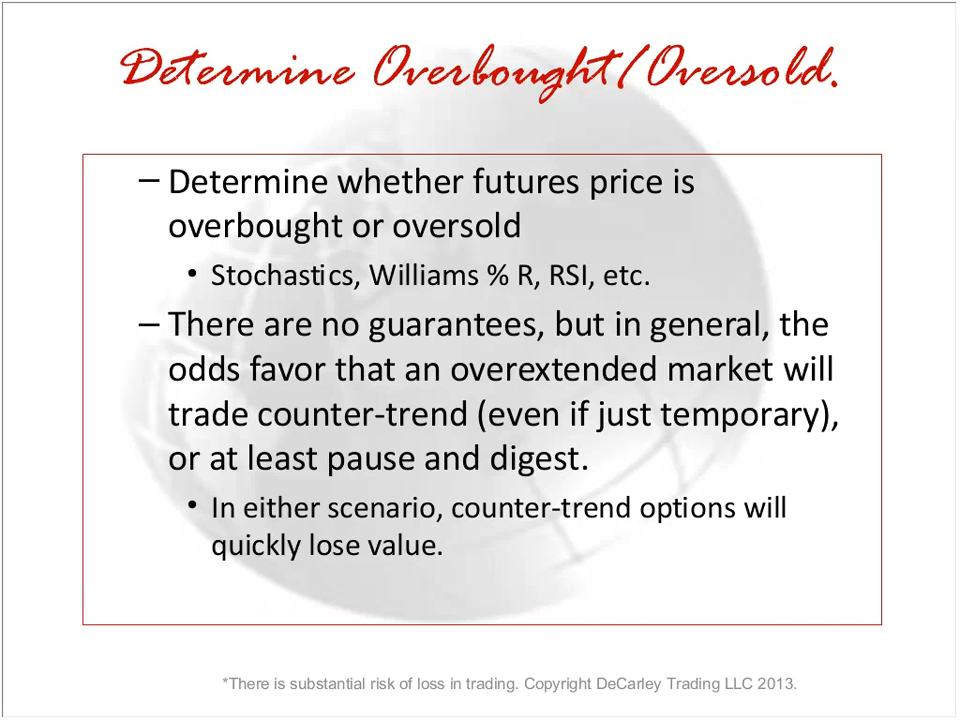 Determine Overbought/Oversold.
– Determine whether futures price is
overbought or oversold
• Stochastics, Williams % R, RSI, etc.
– There are no guarantees, but in general, the
odds favor that an overextended market will
trade counter-trend (even if just temporary),
or at least pause and digest.
• In either scenario, counter-trend options will
quickly lose value.
*There is substantial risk of loss in trading. Copyright DeCarley Trading LLC 2013.